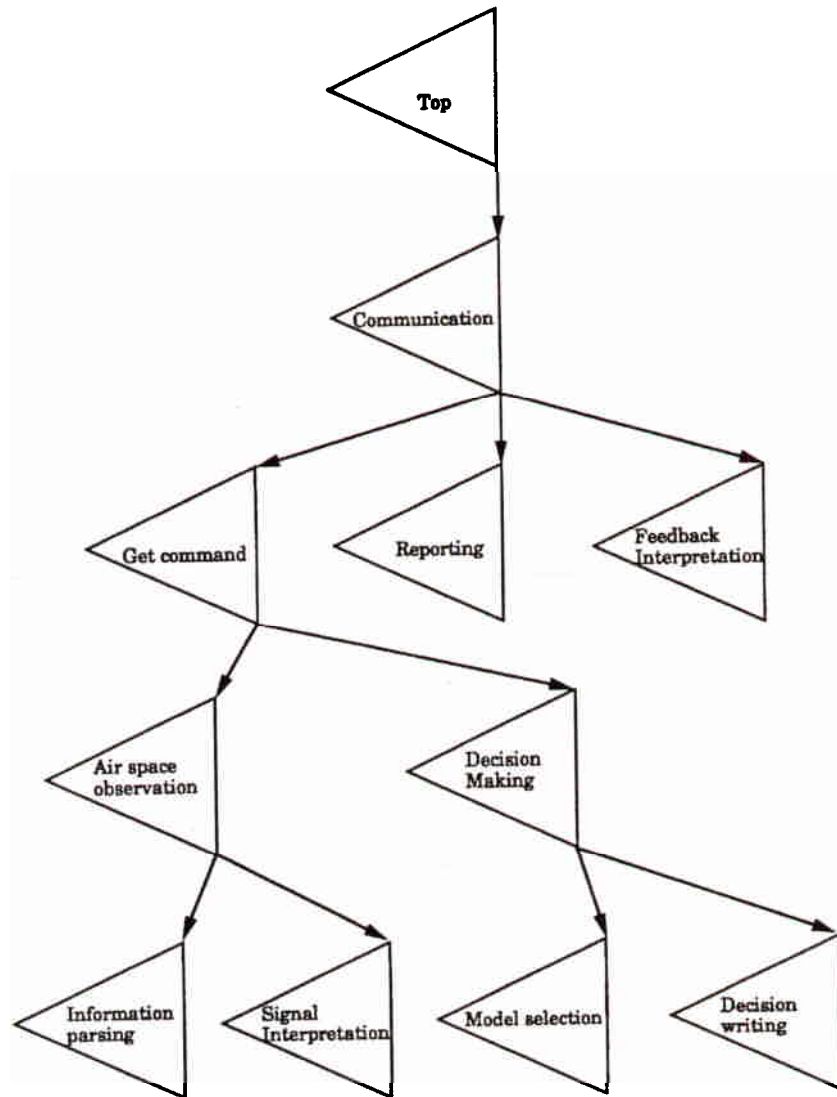 Top
Communication
Get command
Reporting
Feedback
Interpretation
Air space
observation
Decision
Making
Information
parsing
Signal
Interpretation
Model selection
Decision
writing